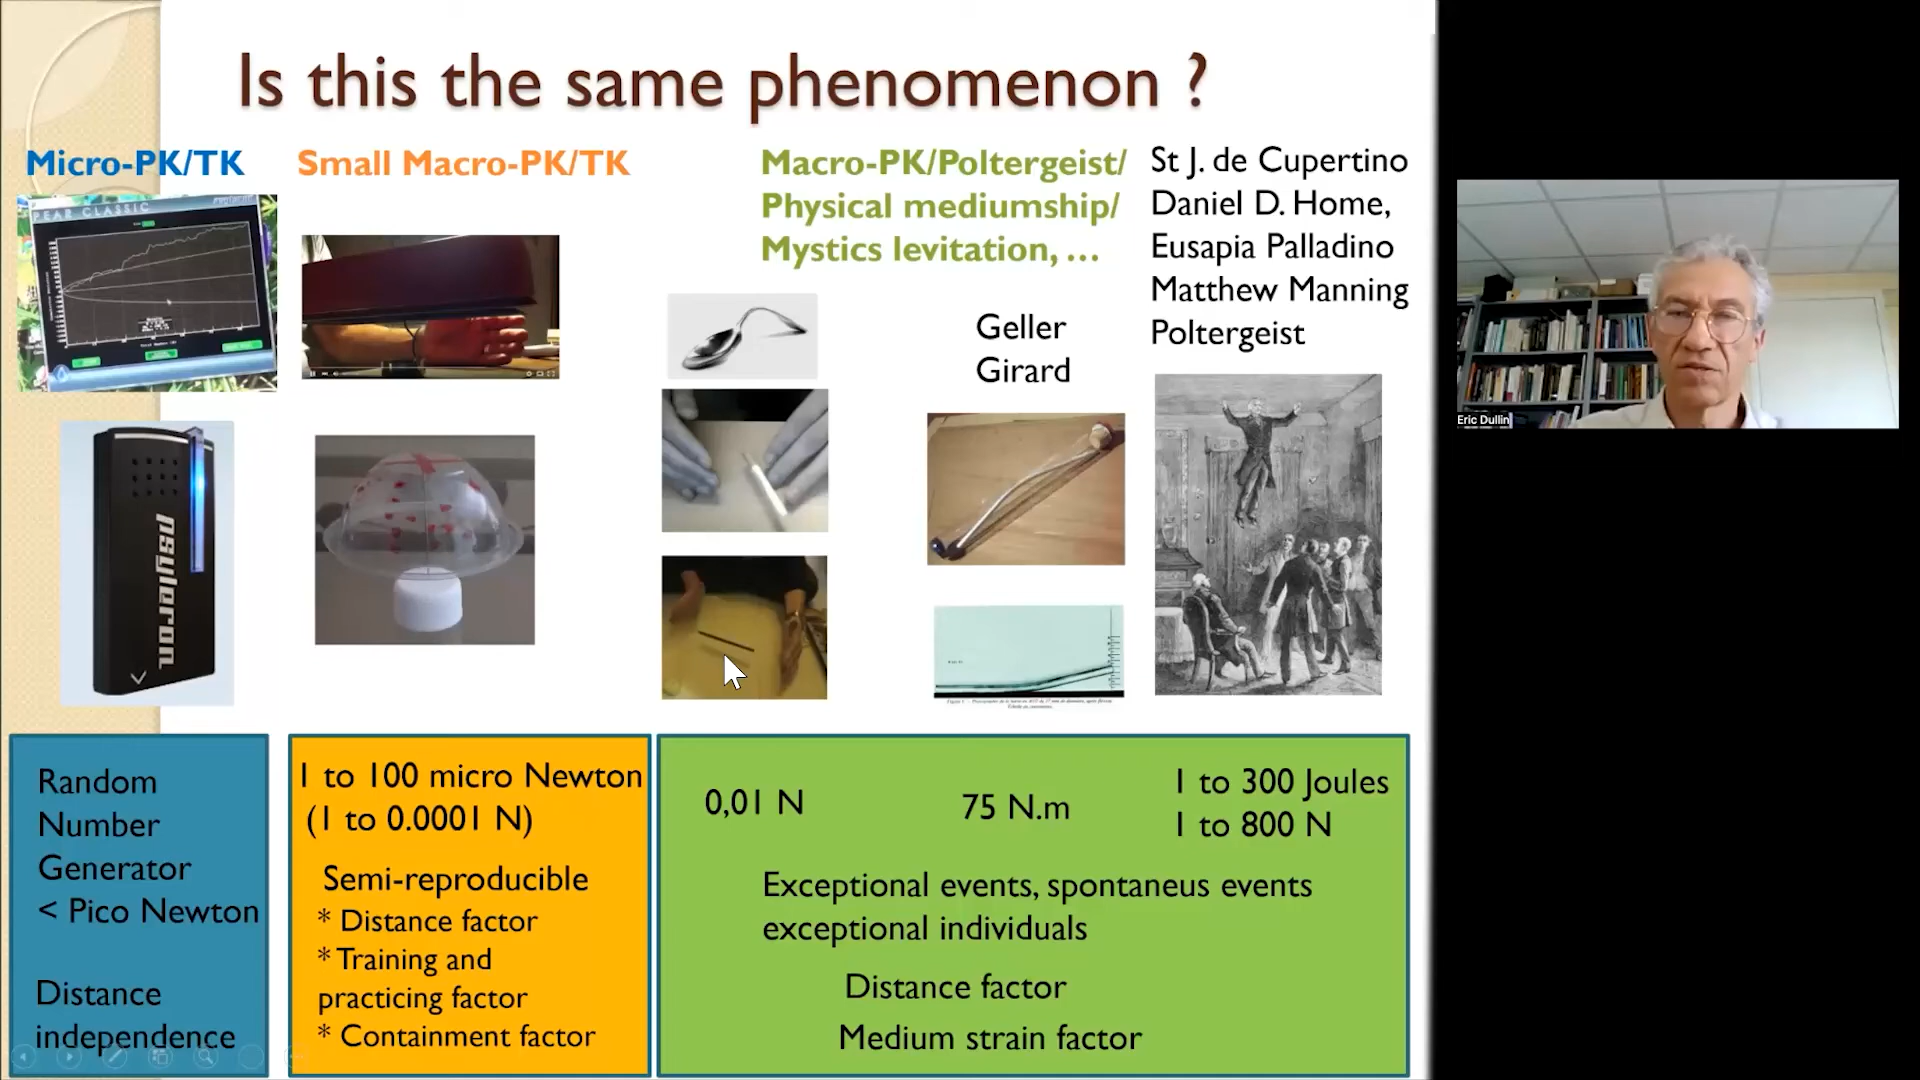 Is this the same phenomenon ?
Micro-PK/TK
Small Macro-PK/TK
Macro-PK/Poltergeist/
Physical mediumship/
Mystics levitation, ...
St J. de Cupertino
Daniel D. Home,
Eusapia Palladino
Matthew Manning
Poltergeist
Geller
Girard
PEAR CLASSIC
psyleron
Random
Number
Generator
< Pico Newton
Distance
independence
1 to 100 micro Newton
(1 to 0.0001 N)
Semi-reproducible
* Distance factor
* Training and
practicing factor
* Containment factor
0,01 N
75 N.m
1 to 300 Joules
1 to 800 N
Exceptional events, spontaneus events
exceptional individuals
Distance factor
Medium strain factor
Eric Dullin